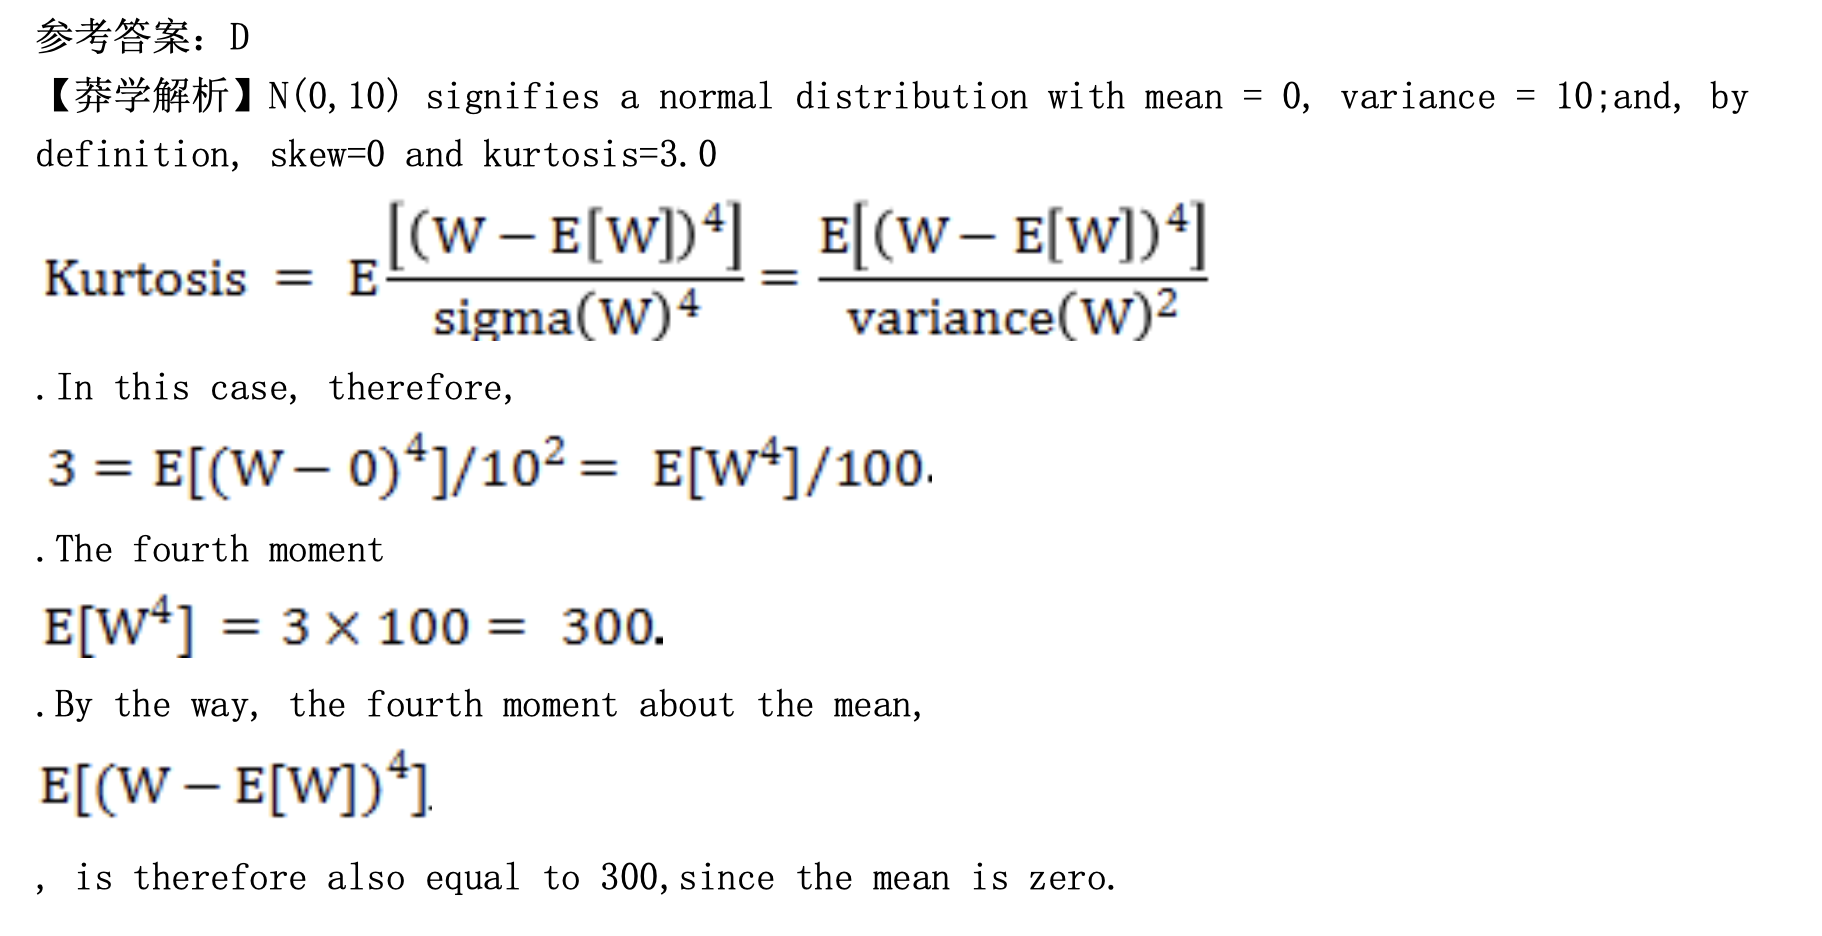 参考答案：D
【莽学解析】N(0,10) signifies a normal distribution with mean = 0, variance = 10;and, by
definition, skew=0 and kurtosis=3.0
Kurtosis = E[(W − E[W])^4]/sigma(W)^4 = E[(W − E[W])^4]/variance(W)^2
.In this case, therefore,
3 = E[(W − 0)^4]/10^2 = E[W^4]/100.
.The fourth moment
E[W^4] = 3 × 100 = 300.
.By the way, the fourth moment about the mean,
E[(W − E[W])^4].
, is therefore also equal to 300,since the mean is zero.